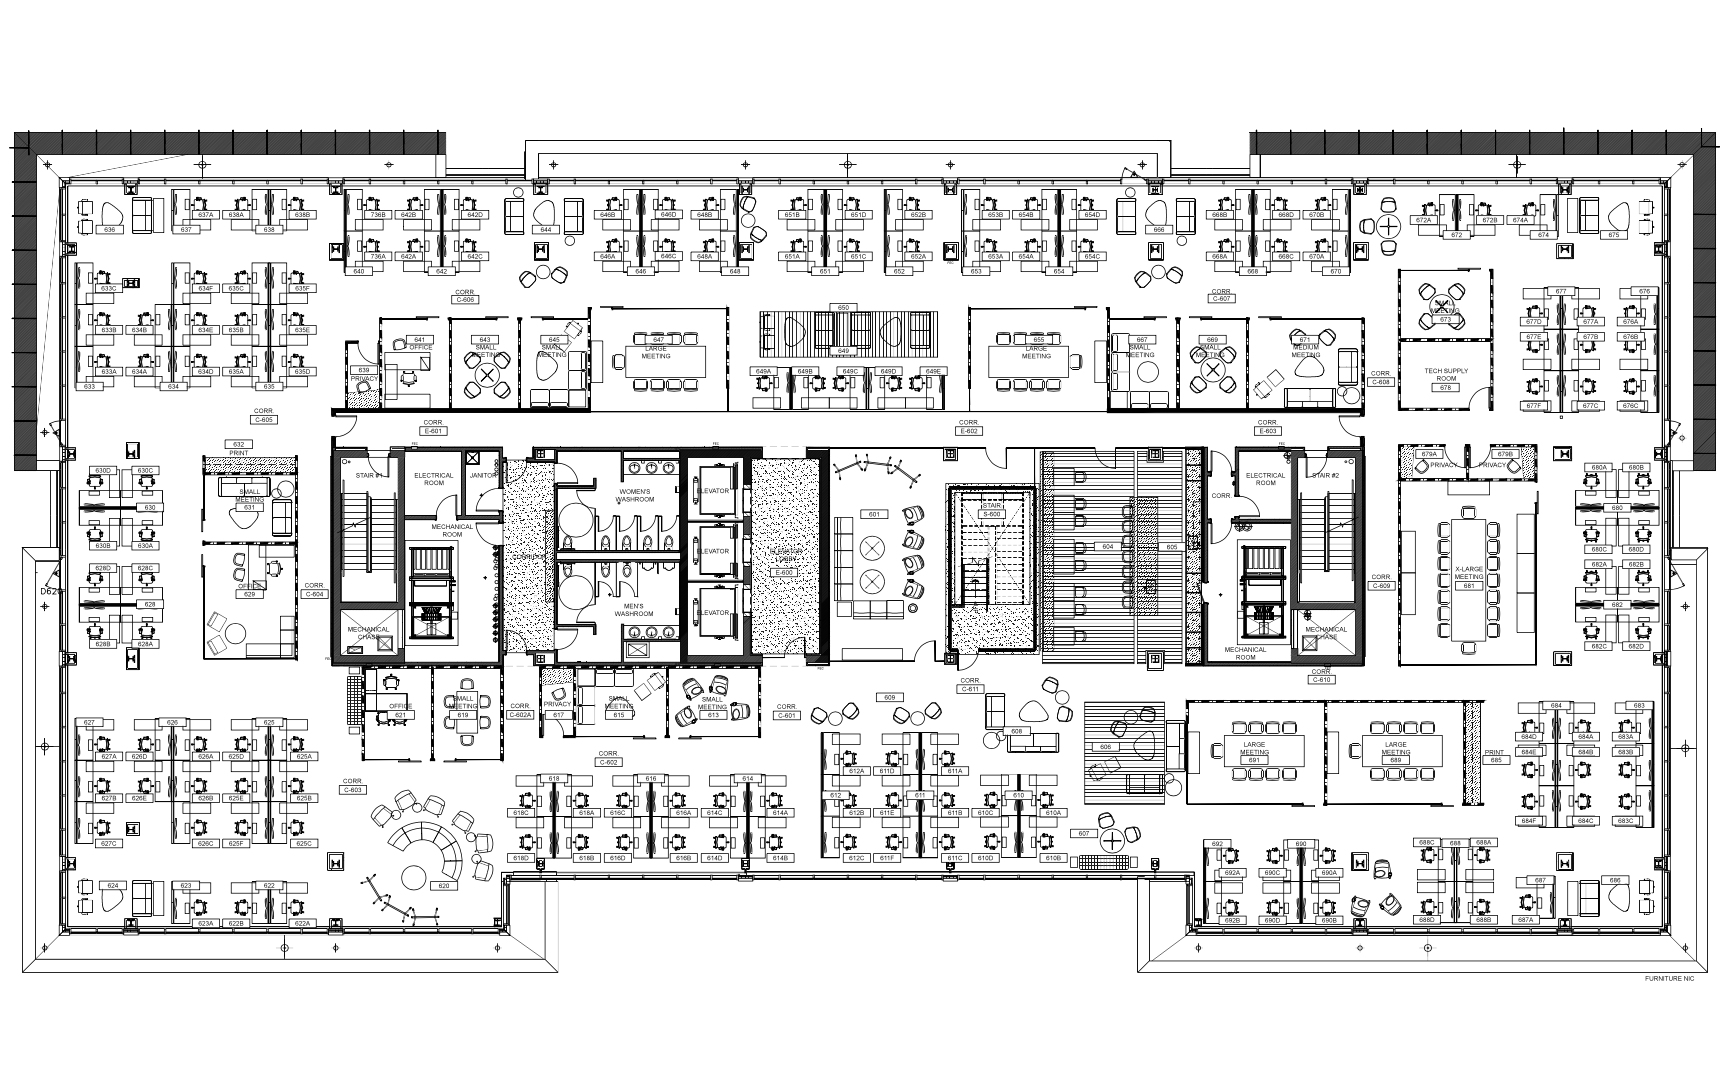 637A
638A
638B
736B
642B
642D
646B
646D
648B
651B
651D
652B
653B
654B
654D
668B
668D
670B
672A
672B
674A
636
637
638
644
666
672
674
675
736A
642A
642C
646A
646C
648A
651A
651C
652A
653A
654A
654C
668A
668C
670A
640
642
646
648
651
652
653
654
668
670
633C
634F
635C
635F
CORR.
C-606
CORR.
C-607
677
676
650
SMALL
MEETING
673
633B
634B
634E
635B
635E
677D
677A
676A
641
OFFICE
643
SMALL
MEETING
645
SMALL
MEETING
647
LARGE
MEETING
649
655
LARGE
MEETING
667
SMALL
MEETING
669
SMALL
MEETING
671
MEDIUM
MEETING
677E
677B
676B
633A
634A
634D
635A
635D
639
PRIVACY
649A
649B
649C
649D
649E
CORR.
C-608
TECH SUPPLY
ROOM
678
633
634
635
677F
677C
676C
CORR.
C-605
CORR.
E-601
CORR.
E-602
CORR.
E-603
632
PRINT
679A
PRIVACY
679B
PRIVACY
630D
630C
680A
680B
STAIR #1
ELECTRICAL
ROOM
JANITOR
WOMEN'S
WASHROOM
ELEVATOR
ELECTRICAL
ROOM
STAIR #2
SMALL
MEETING
631
630
CORR.
STAIR
S-600
601
680
MECHANICAL
ROOM
630B
630A
604
605
680C
680D
CORRIDOR
ELEVATOR
ELEVATOR
LOBBY
E-600
628D
628C
682A
682B
X-LARGE
MEETING
681
CORR.
C-609
OFFICE
629
CORR.
C-604
D620
628
682
MEN'S
WASHROOM
ELEVATOR
MECHANICAL
CHASE
MECHANICAL
CHASE
628B
628A
682C
682D
MECHANICAL
ROOM
CORR.
C-610
CORR.
C-611
OFFICE
621
SMALL
MEETING
619
CORR.
C-602A
PRIVACY
617
SMALL
MEETING
615
SMALL
MEETING
613
CORR.
C-601
609
608
684
683
627
626
625
684D
684A
683A
606
LARGE
MEETING
691
LARGE
MEETING
689
PRINT
685
684E
684B
683B
627A
626D
626A
625D
625A
CORR.
C-602
612A
611D
611A
618
616
614
CORR.
C-603
627B
626E
626B
625E
625B
612
611
610
618C
618A
616C
616A
614C
614A
612B
611E
611B
610C
610A
684F
684C
683C
607
627C
626C
625F
625C
618D
618B
616D
616B
614D
614B
612C
611F
611C
610D
610B
692
690
688C
688
688A
692A
690C
690A
624
623
622
620
687
686
623A
622B
622A
692B
690D
690B
688D
688B
687A
FURNITURE NIC